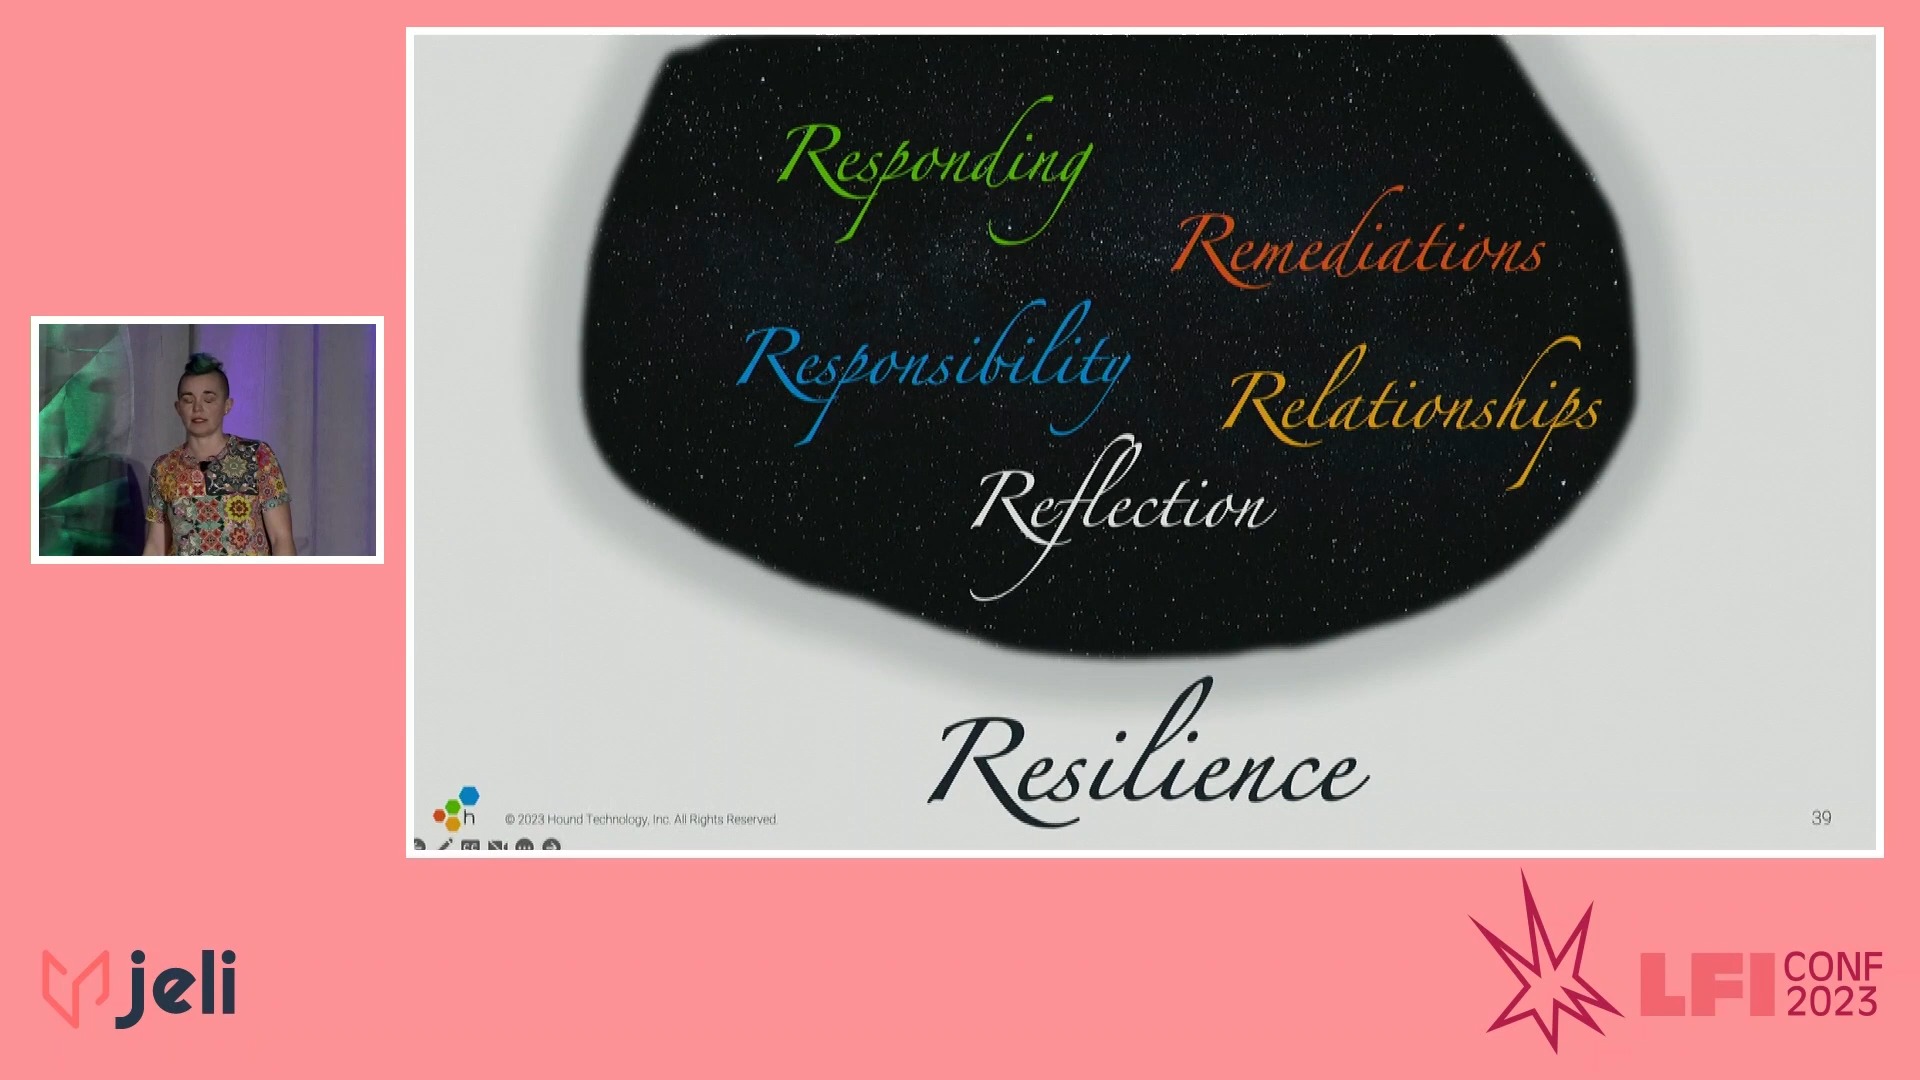 Responding
Remediations
Responsibility
Relationships
Reflection
Resilience
h
© 2023 Hound Technology, Inc. All Rights Reserved.
39
jeli
LFI CONF
2023